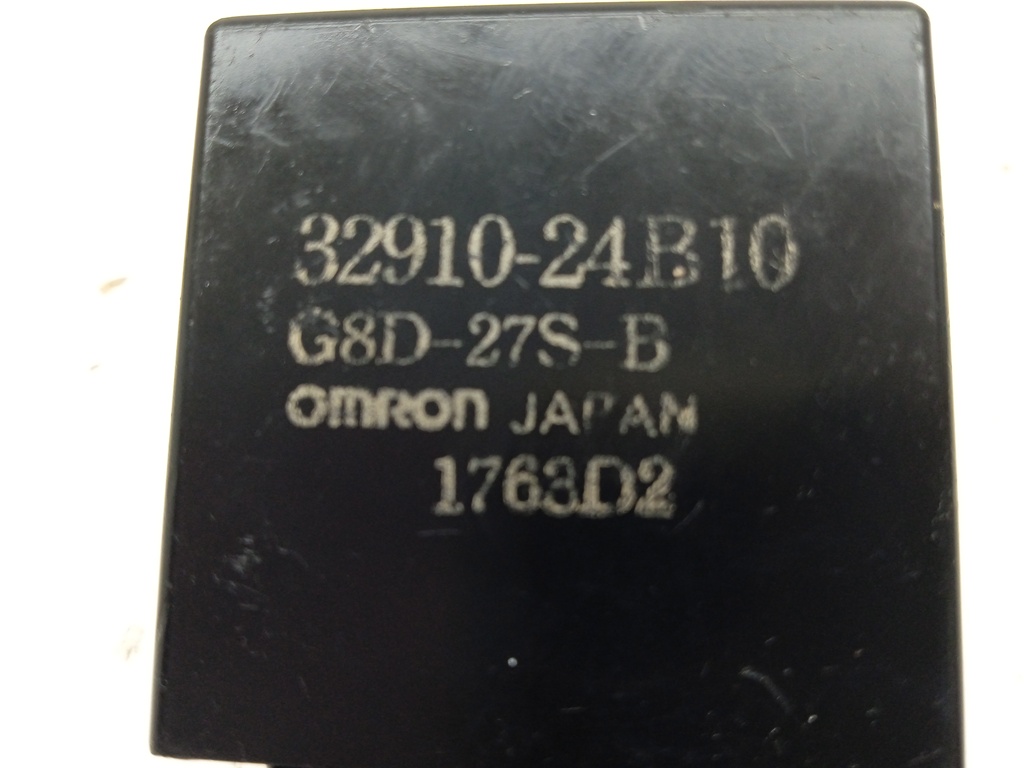 32910-24B10
G8D-27S-B
omron JAPAN
1763D2